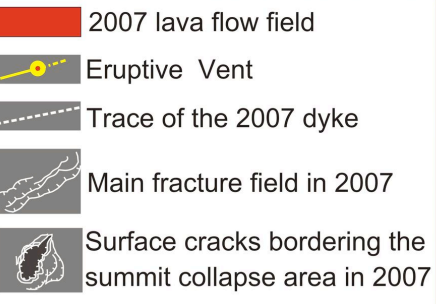 2007 lava flow field
Eruptive Vent
Trace of the 2007 dyke
Main fracture field in 2007
Surface cracks bordering the
summit collapse area in 2007